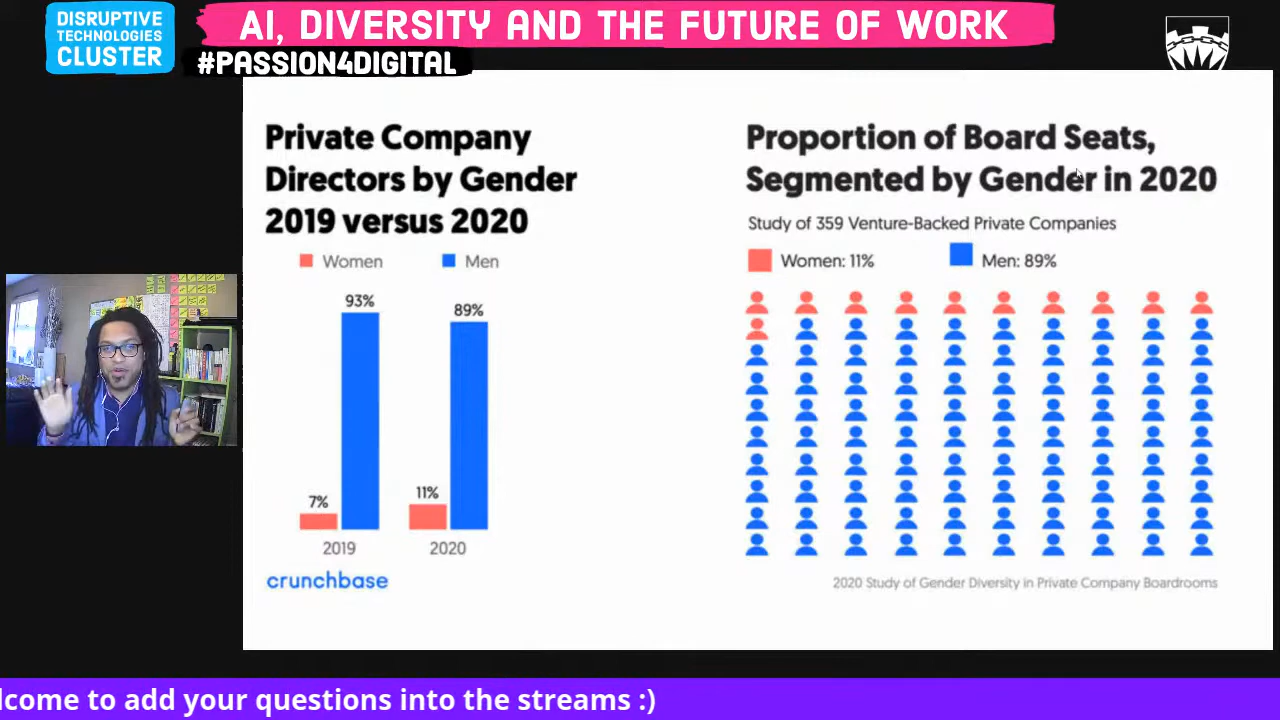 DISRUPTIVE
TECHNOLOGIES
CLUSTER
AI, DIVERSITY AND THE FUTURE OF WORK
#PASSION4DIGITAL
Private Company
Directors by Gender
2019 versus 2020
Women Men
93%
89%
7%
11%
2019 2020
crunchbase
Proportion of Board Seats,
Segmented by Gender in 2020
Study of 359 Venture-Backed Private Companies
Women: 11% Men: 89%
2020 Study of Gender Diversity in Private Company Boardrooms
lcome to add your questions into the streams :)